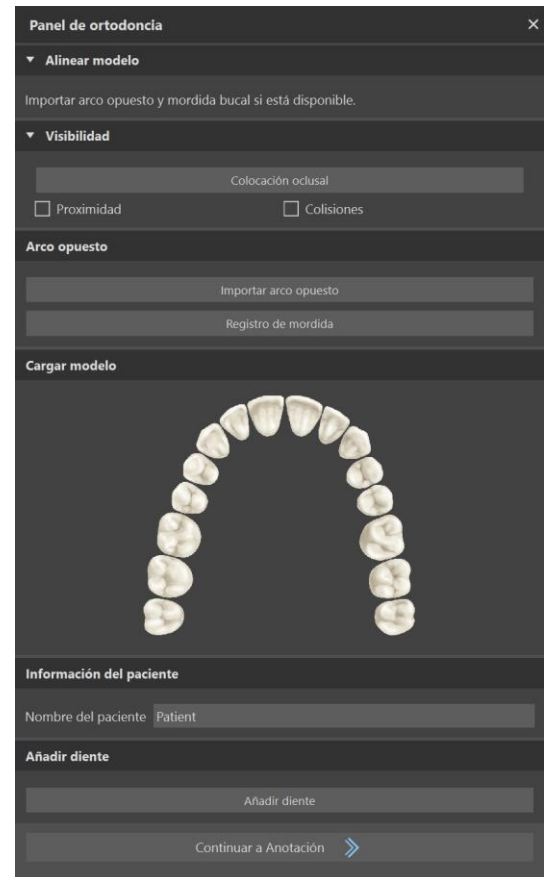 Panel de ortodoncia
Alinear modelo
Importar arco opuesto y mordida bucal si está disponible.
Visibilidad
Colocación oclusal
Proximidad
Colisiones
Arco opuesto
Importar arco opuesto
Registro de mordida
Cargar modelo
Información del paciente
Nombre del paciente Patient
Añadir diente
Añadir diente
Continuar a Anotación